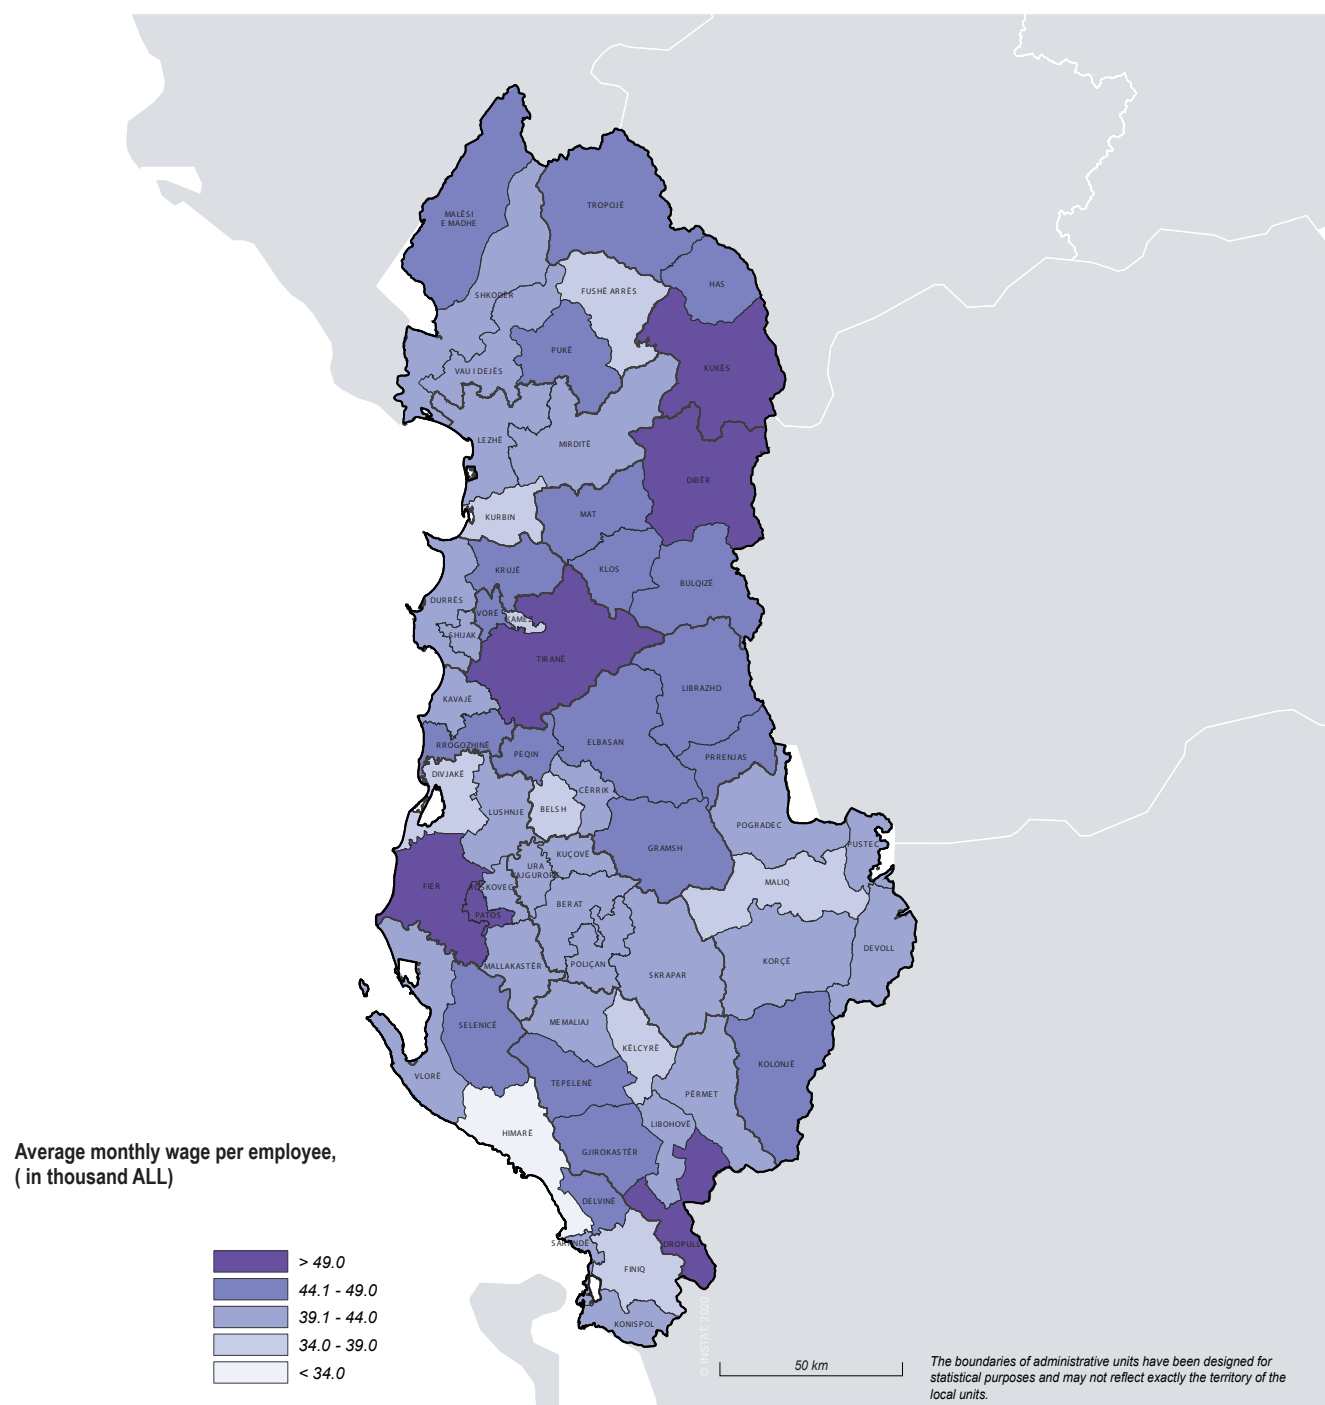 MALËSI
E MADHE
TROPOJË
HAS
SHKODËR
FUSHË ARRËS
PUKË
KUKËS
VAU I DEJËS
LEZHË
MIRDITË
DIBËR
KURBIN
MAT
KRUJË
KLOS
BULQIZË
DURRËS
VORË
KAMËZ
SHIJAK
TIRANË
LIBRAZHD
KAVAJË
RROGOZHINË
PEQIN
ELBASAN
PRRENJAS
DIVJAKË
CËRRIK
LUSHNJE
BELSH
POGRADEC
PUSTEC
GRAMSH
KUÇOVË
URA
VAJGURORE
MALIQ
FIER
ROSKOVEC
PATOS
BERAT
DEVOLL
KORÇË
POLIÇAN
MALLAKASTËR
SKRAPAR
SELENICË
MEMALIAJ
KËLCYRË
KOLONJË
VLORË
TEPELENË
PËRMET
LIBOHOVË
HIMARË
GJIROKASTËR
DELVINË
SARANDË
DROPULL
FINIQ
KONISPOL
Average monthly wage per employee,
( in thousand ALL)
> 49.0
44.1 - 49.0
39.1 - 44.0
34.0 - 39.0
< 34.0
© INSTAT, 2020
50 km
The boundaries of administrative units have been designed for
statistical purposes and may not reflect exactly the territory of the
local units.